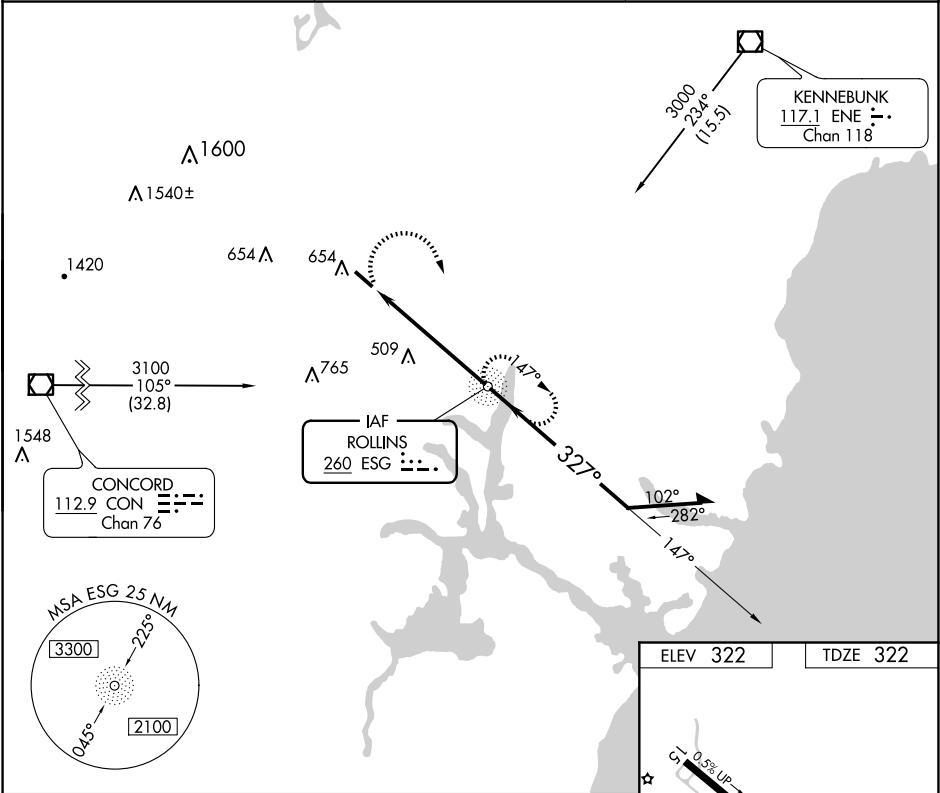 KENNEBUNK
117.1 ENE
Chan 118
3000
234°
(15.5)
1600
1540±
1420
654
654
509
765
3100
105°
(32.8)
1548
CONCORD
112.9 CON
Chan 76
IAF
ROLLINS
260 ESG
147°
327°
102°
282°
147°
MSA ESG 25 NM
3300
225°
045°
2100
ELEV 322
TDZE 322
15
0.5% UP